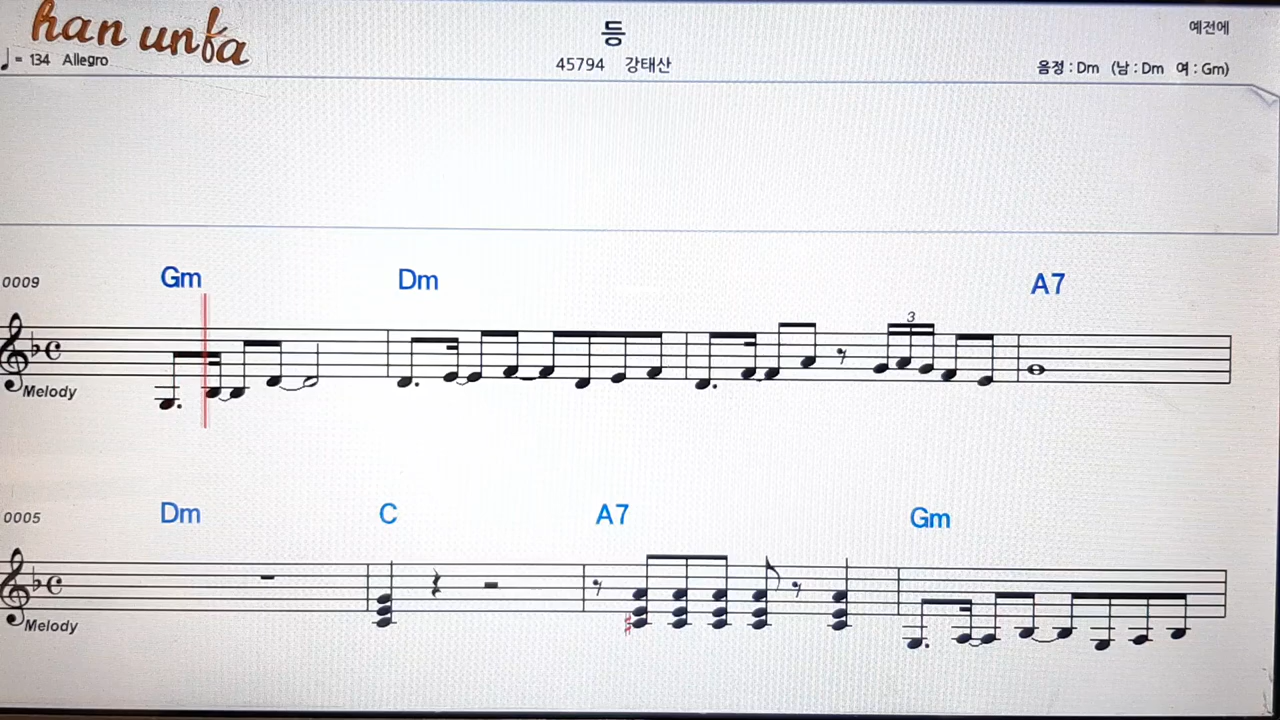 han unfa
등
예전에
♩= 134 Allegro
45794 강태산
음정 : Dm (남 : Dm 여 : Gm)
0009
Gm
Dm
A7
3
Melody
0005
Dm
C
A7
Gm
Melody